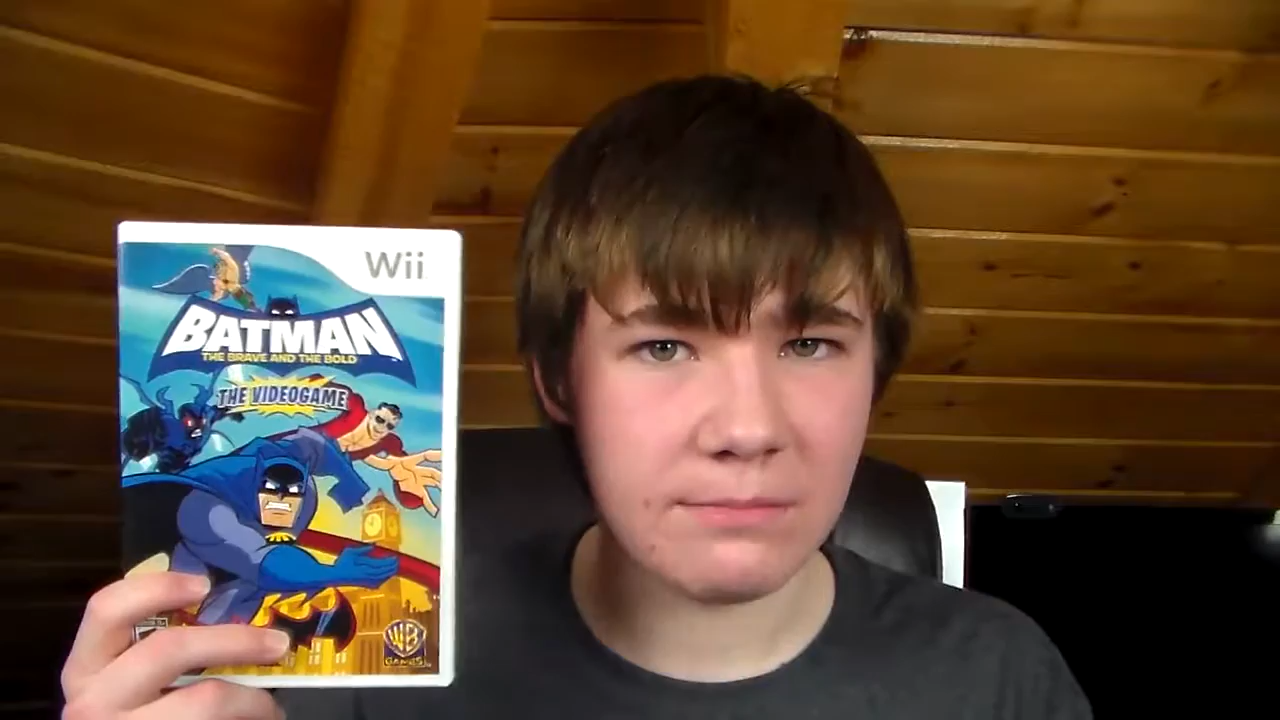 Wii
BATMAN
THE BRAVE AND THE BOLD
THE VIDEOGAME
WB
GAMES